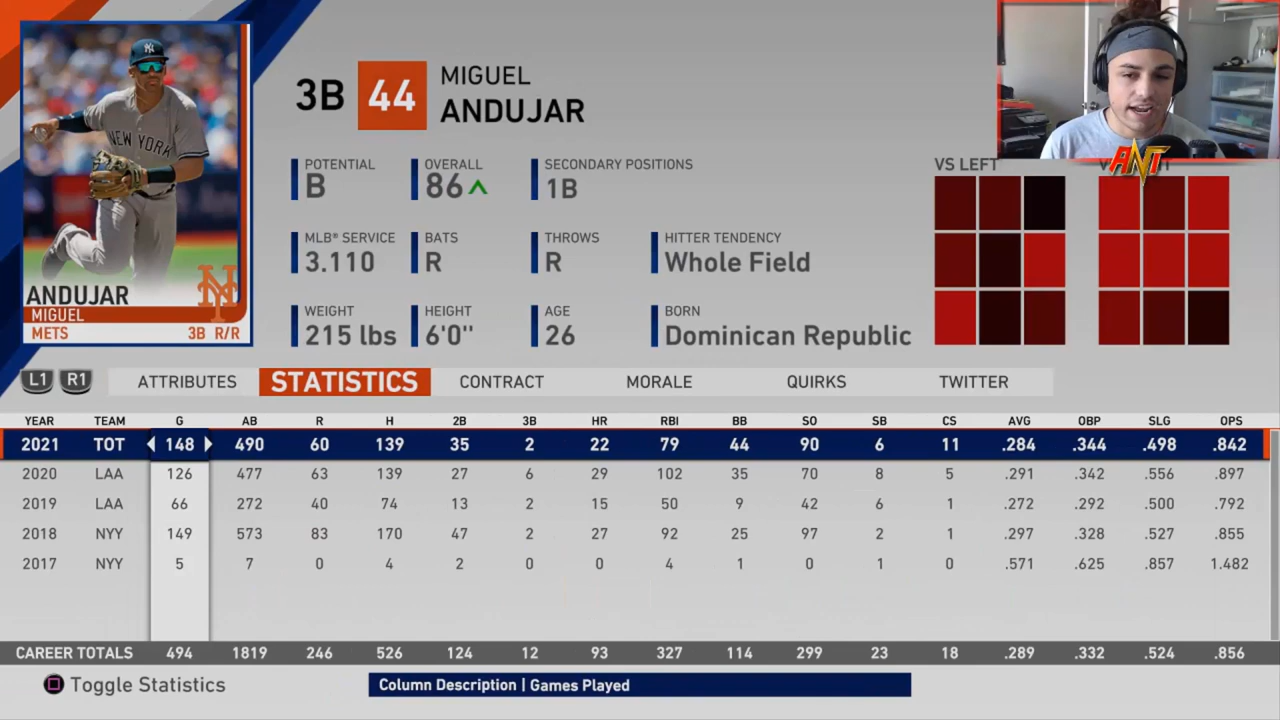 3B 44 MIGUEL
ANDUJAR
POTENTIAL OVERALL SECONDARY POSITIONS
B 86 1B
MLB® SERVICE BATS THROWS HITTER TENDENCY
3.110 R R Whole Field
WEIGHT HEIGHT AGE BORN
215 lbs 6'0" 26 Dominican Republic
NEW YORK
ANDUJAR
MIGUEL
METS 3B R/R
NY
ANT
VS LEFT
L1 R1 ATTRIBUTES STATISTICS CONTRACT MORALE QUIRKS TWITTER
YEAR TEAM G AB R H 2B 3B HR RBI BB SO SB CS AVG OBP SLG OPS
2021 TOT 148 490 60 139 35 2 22 79 44 90 6 11 .284 .344 .498 .842
2020 LAA 126 477 63 139 27 6 29 102 35 70 8 5 .291 .342 .556 .897
2019 LAA 66 272 40 74 13 2 15 50 9 42 6 1 .272 .292 .500 .792
2018 NYY 149 573 83 170 47 2 27 92 25 97 2 1 .297 .328 .527 .855
2017 NYY 5 7 0 4 2 0 0 4 1 0 1 0 .571 .625 .857 1.482
CAREER TOTALS 494 1819 246 526 124 12 93 327 114 299 23 18 .289 .332 .524 .856
Toggle Statistics Column Description | Games Played